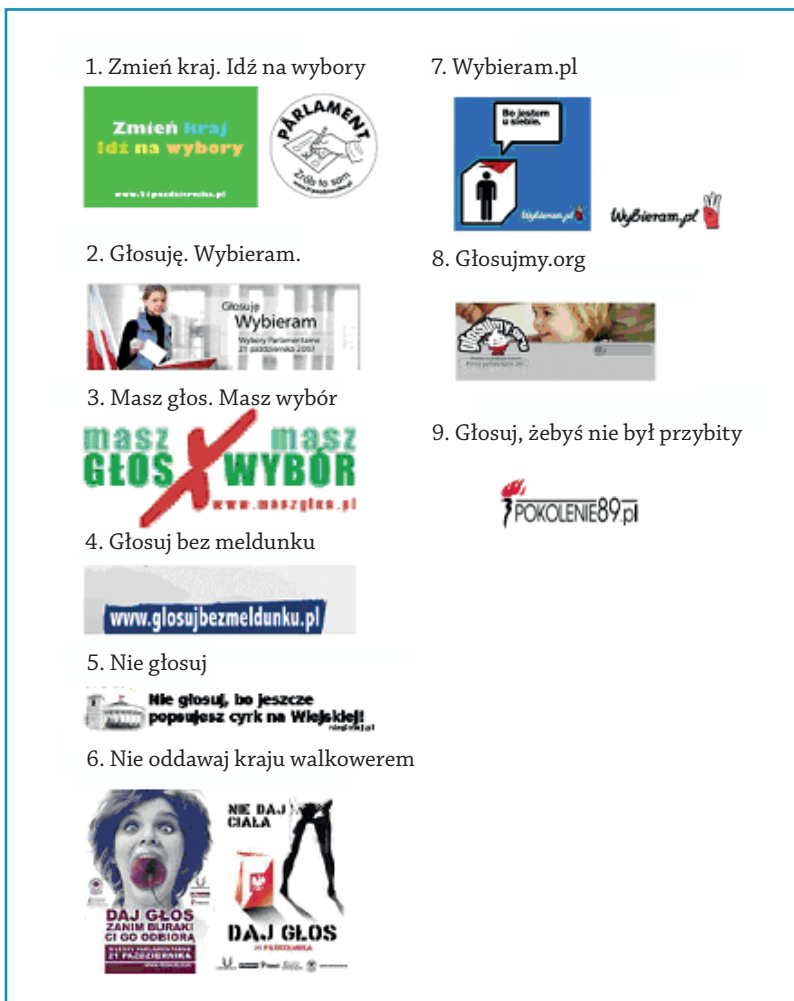 1. Zmień kraj. Idź na wybory
Zmień kraj
Idź na wybory
www.21pazdziernika.pl
PARLAMENT
Zrób to sam
2. Głosuję. Wybieram.
Głosuję
Wybieram
Wybory Parlamentarne
21 października 2007
3. Masz głos. Masz wybór
masz masz
GŁOS WYBÓR
www.maszglos.pl
4. Głosuj bez meldunku
www.glosujbezmeldunku.pl
5. Nie głosuj
Nie głosuj, bo jeszcze
popsujesz cyrk na Wiejskiej!
6. Nie oddawaj kraju walkowerem
DAJ GŁOS
ZANIM BURAKI
CI GO ODBIORĄ
WYBORY PARLAMENTARNE
21 PAŹDZIERNIKA
NIE DAJ
CIAŁA
DAJ GŁOS
21 PAŹDZIERNIKA
7. Wybieram.pl
Bo jestem
u siebie.
Wybieram.pl
Wybieram.pl
8. Głosujmy.org
Głosujmy.org
9. Głosuj, żebyś nie był przybity
POKOLENIE89.pl